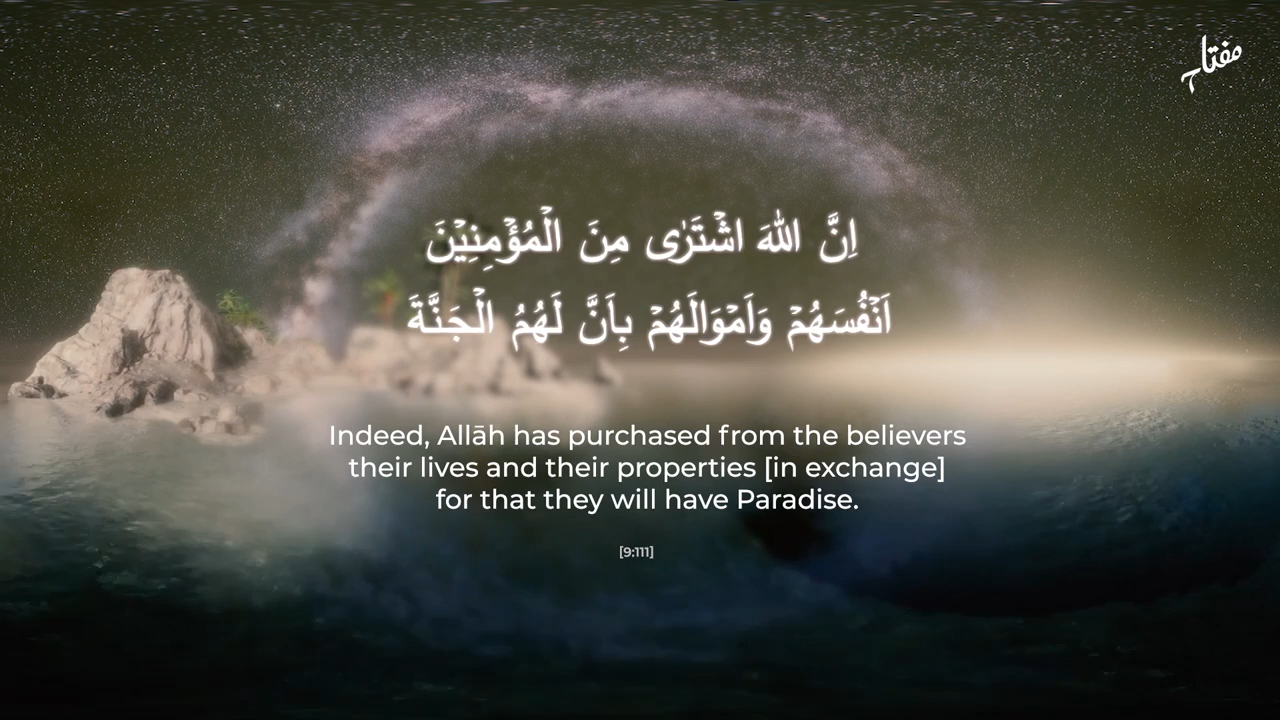 مفتاح
اِنَّ اللّٰهَ اشْتَرٰى مِنَ الْمُؤْمِنِيْنَ
اَنْفُسَهُمْ وَاَمْوَالَهُمْ بِاَنَّ لَهُمُ الْجَنَّةَ
Indeed, Allāh has purchased from the believers
their lives and their properties [in exchange]
for that they will have Paradise.
[9:111]